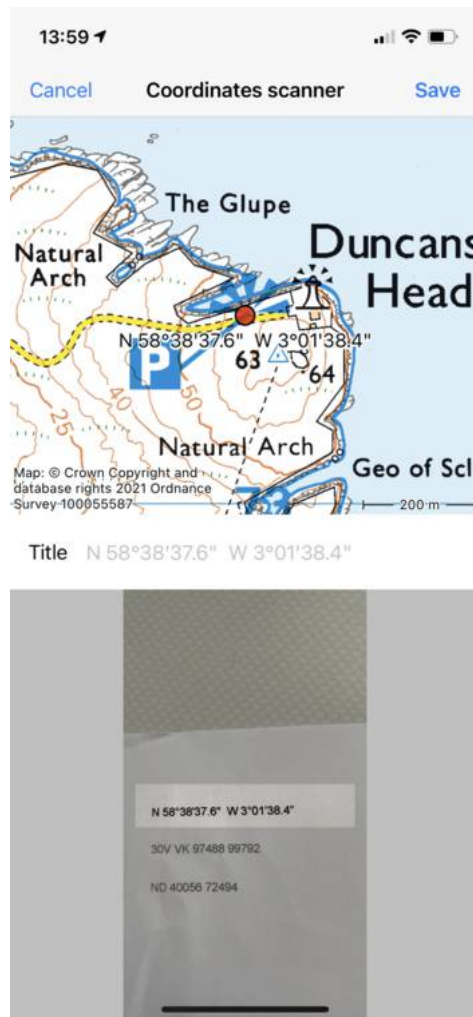 13:59
Cancel
Coordinates scanner
Save
The Glupe
Natural
Arch
Duncans
Head
N 58°38'37.6" W 3°01'38.4"
P
63
64
25
40
50
Natural Arch
Geo of Scl
Map: © Crown Copyright and
database rights 2021 Ordnance
Survey 100055587
200 m
Title N 58°38'37.6" W 3°01'38.4"
N 58°38'37.6" W 3°01'38.4"
30V VK 97488 99792
ND 40056 72494